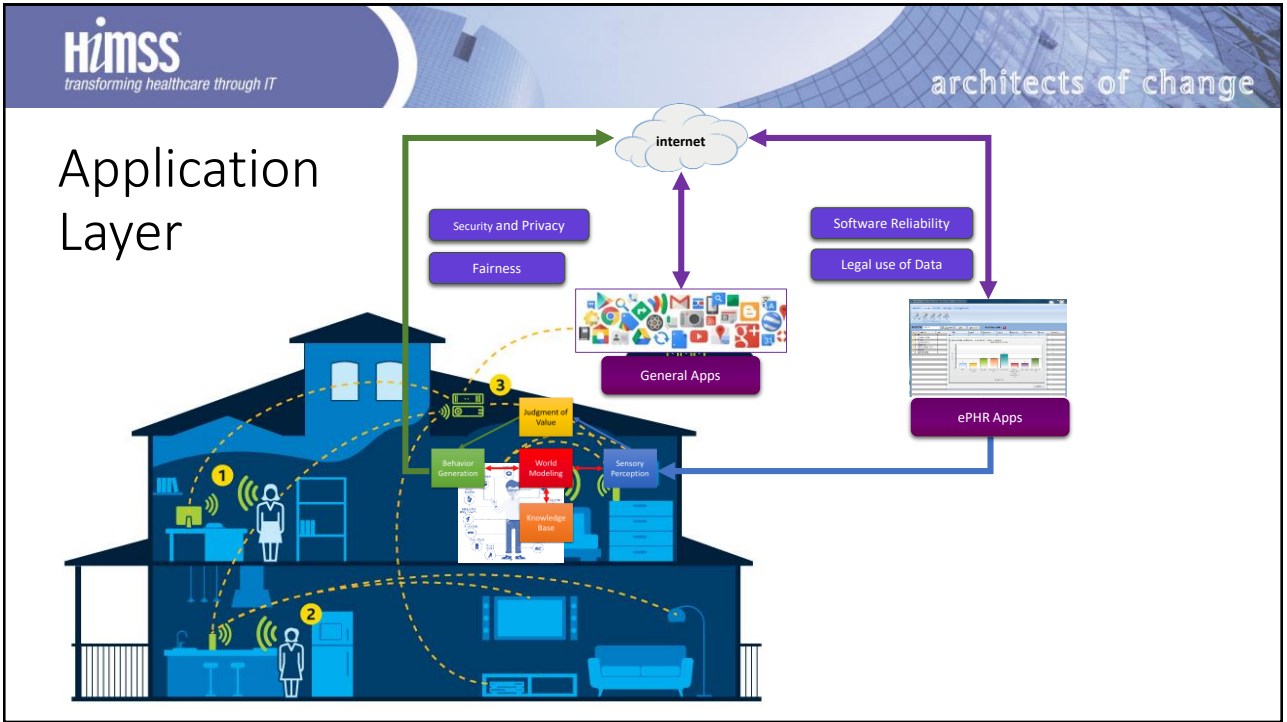 HiMSS
transforming healthcare through IT
architects of change
Application
Layer
internet
Security and Privacy
Fairness
Software Reliability
Legal use of Data
General Apps
ePHR Apps
3
Judgment of
Value
Behavior
Generation
World
Modeling
Sensory
Perception
1
Knowledge
Base
2